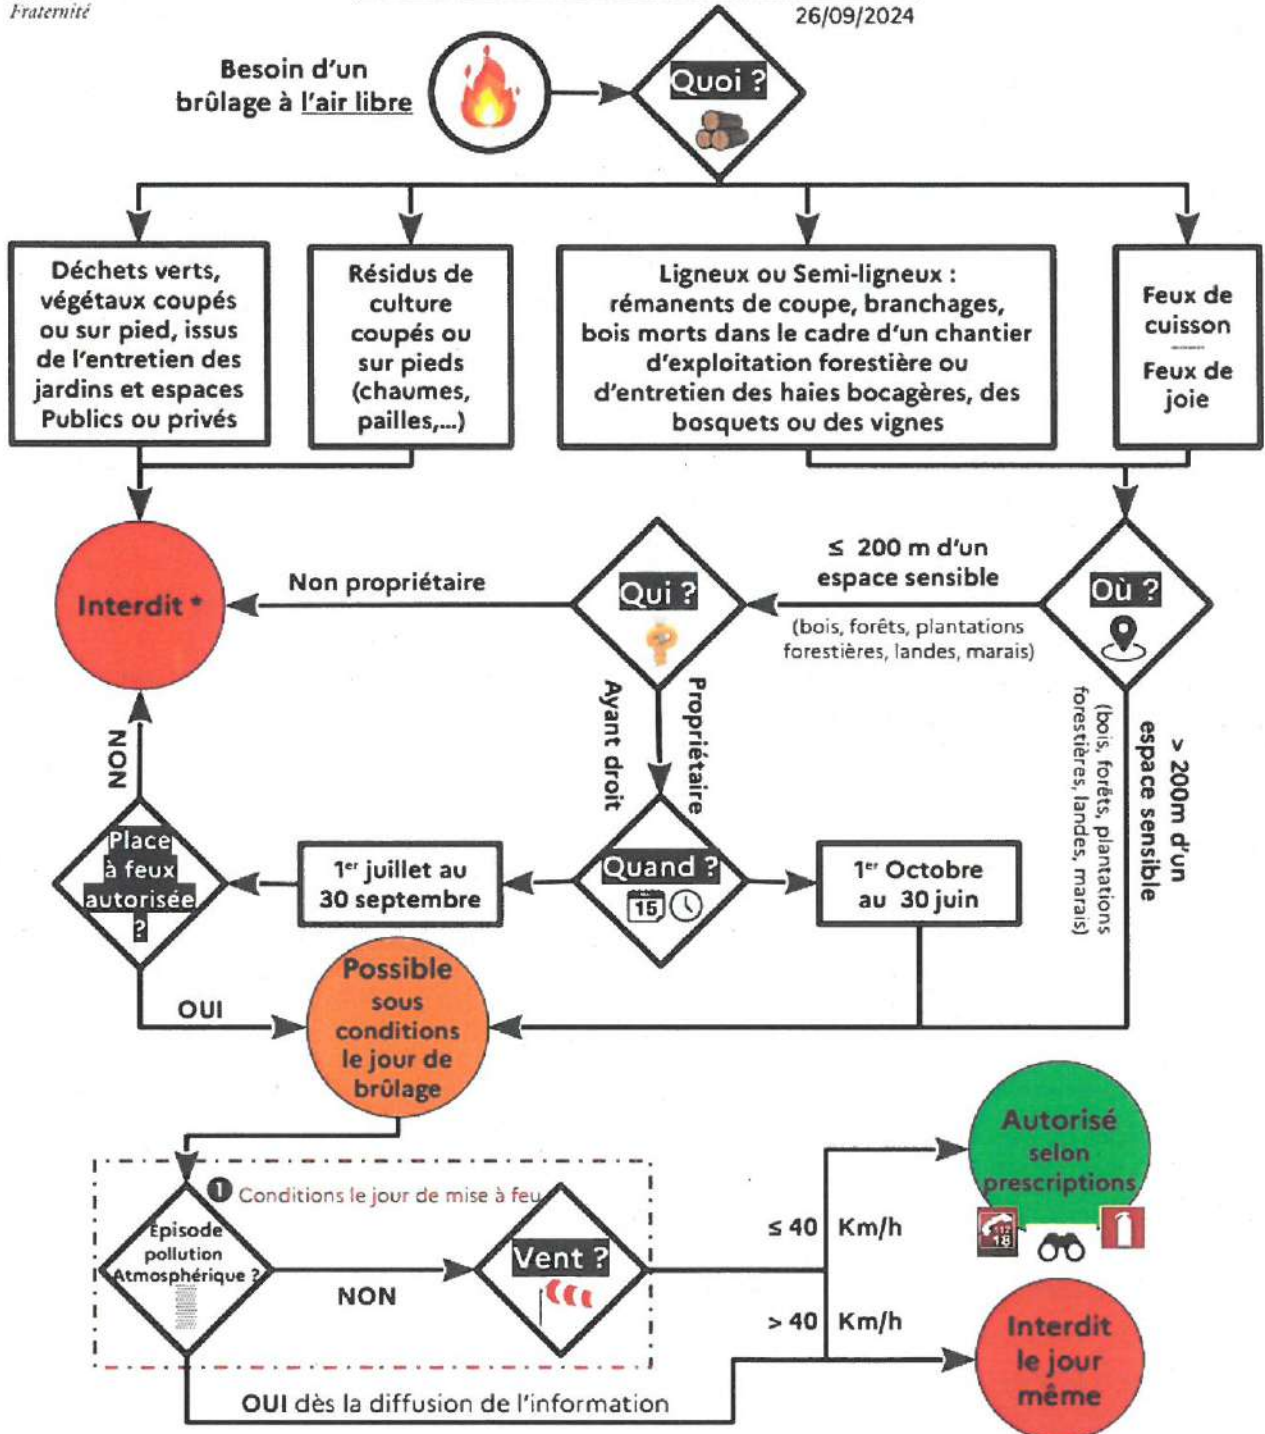 Fraternité
26/09/2024
Besoin d'un
brûlage à l'air libre
Quoi ?
Déchets verts,
végétaux coupés
ou sur pied, issus
de l'entretien des
jardins et espaces
Publics ou privés
Résidus de
culture
coupés ou
sur pieds
(chaumes,
pailles,...)
Ligneux ou Semi-ligneux :
rémanents de coupe, branchages,
bois morts dans le cadre d'un chantier
d'exploitation forestière ou
d'entretien des haies bocagères, des
bosquets ou des vignes
Feux de
cuisson
Feux de
joie
Interdit *
Non propriétaire
Qui ?
≤ 200 m d'un
espace sensible
(bois, forêts, plantations
forestières, landes, marais)
Où ?
> 200m d'un
espace sensible
(bois, forêts, plantations
forestières, landes, marais)
Propriétaire
Ayant droit
NON
Place
à feux
autorisée
?
1er juillet au
30 septembre
Quand ?
15
1er Octobre
au 30 juin
OUI
Possible
sous
conditions
le jour de
brûlage
1 Conditions le jour de mise à feu
Épisode
pollution
Atmosphérique ?
NON
Vent ?
≤ 40 Km/h
> 40 Km/h
Autorisé
selon
prescriptions
18
Interdit
le jour
même
OUI dès la diffusion de l'information